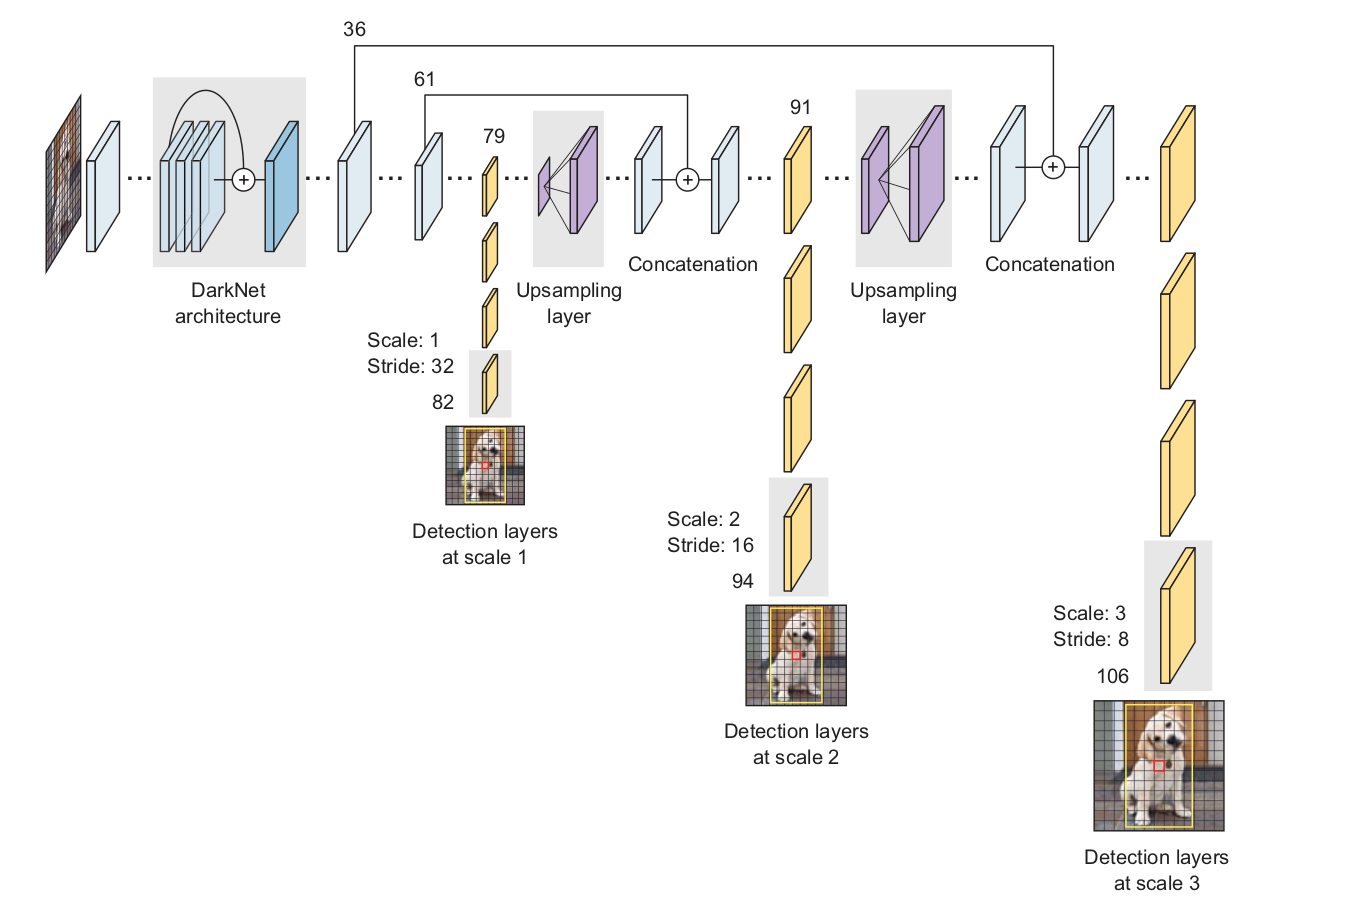 36
61
91
79
+
+
+
DarkNet
architecture
Upsampling
layer
Concatenation
Upsampling
layer
Concatenation
Scale: 1
Stride: 32
82
Detection layers
at scale 1
Scale: 2
Stride: 16
94
Detection layers
at scale 2
Scale: 3
Stride: 8
106
Detection layers
at scale 3